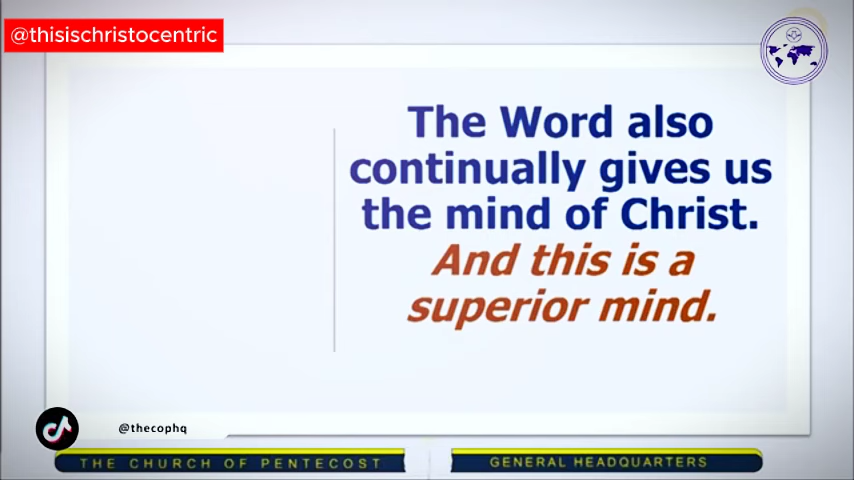 @thisischristocentric
The Word also
continually gives us
the mind of Christ.
And this is a
superior mind.
@thecophq
THE CHURCH OF PENTECOST
GENERAL HEADQUARTERS